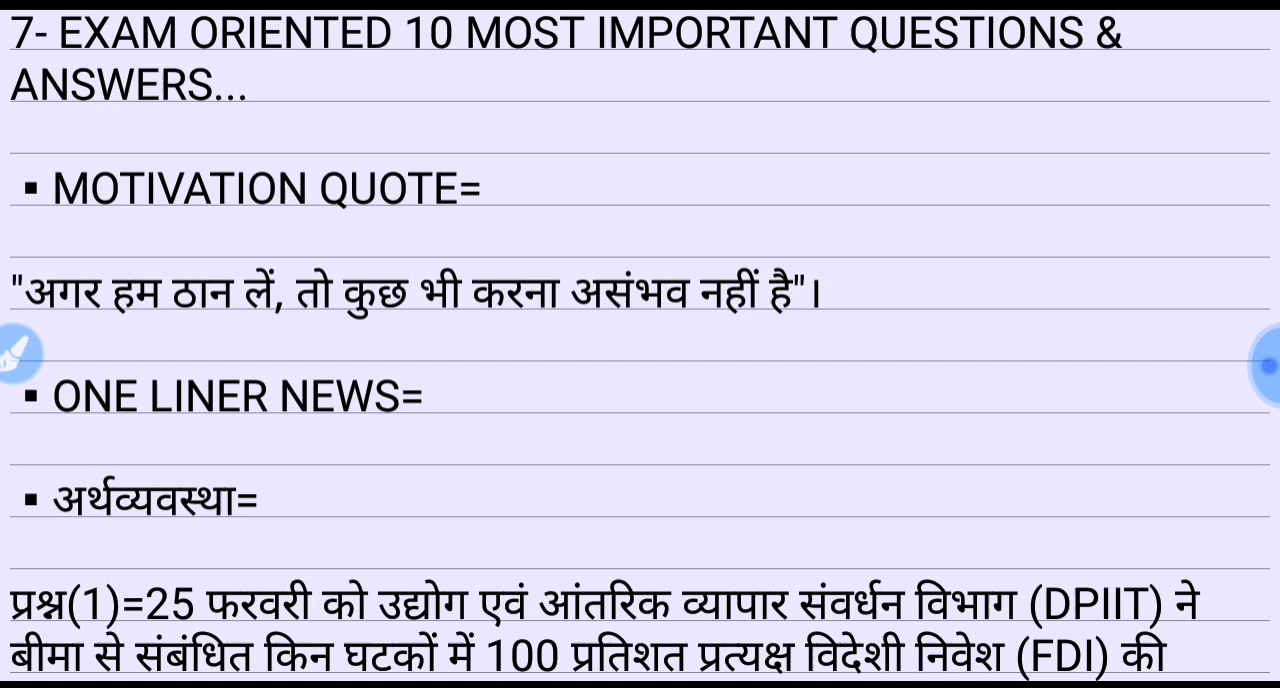 7- EXAM ORIENTED 10 MOST IMPORTANT QUESTIONS &
ANSWERS...
▪ MOTIVATION QUOTE=
"अगर हम ठान लें, तो कुछ भी करना असंभव नहीं है"।
▪ ONE LINER NEWS=
▪ अर्थव्यवस्था=
प्रश्न(1)=25 फरवरी को उद्योग एवं आंतरिक व्यापार संवर्धन विभाग (DPIIT) ने
बीमा से संबंधित किन घटकों में 100 प्रतिशत प्रत्यक्ष विदेशी निवेश (FDI) की